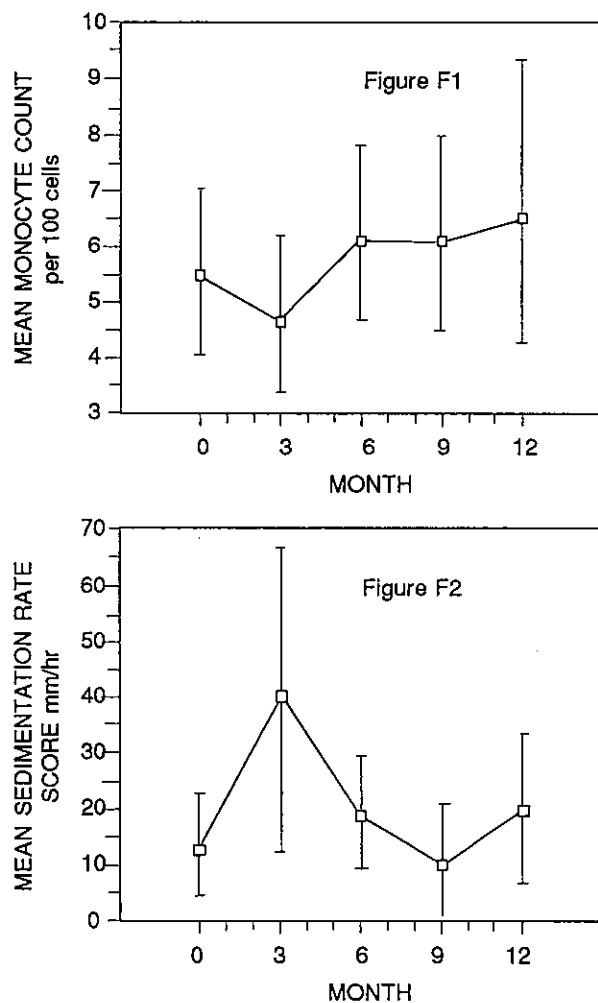 10
9
8
7
6
5
4
3
MEAN MONOCYTE COUNT
per 100 cells
Figure F1
0 3 6 9 12
MONTH
70
60
50
40
30
20
10
0
MEAN SEDIMENTATION RATE
SCORE mm/hr
Figure F2
0 3 6 9 12
MONTH